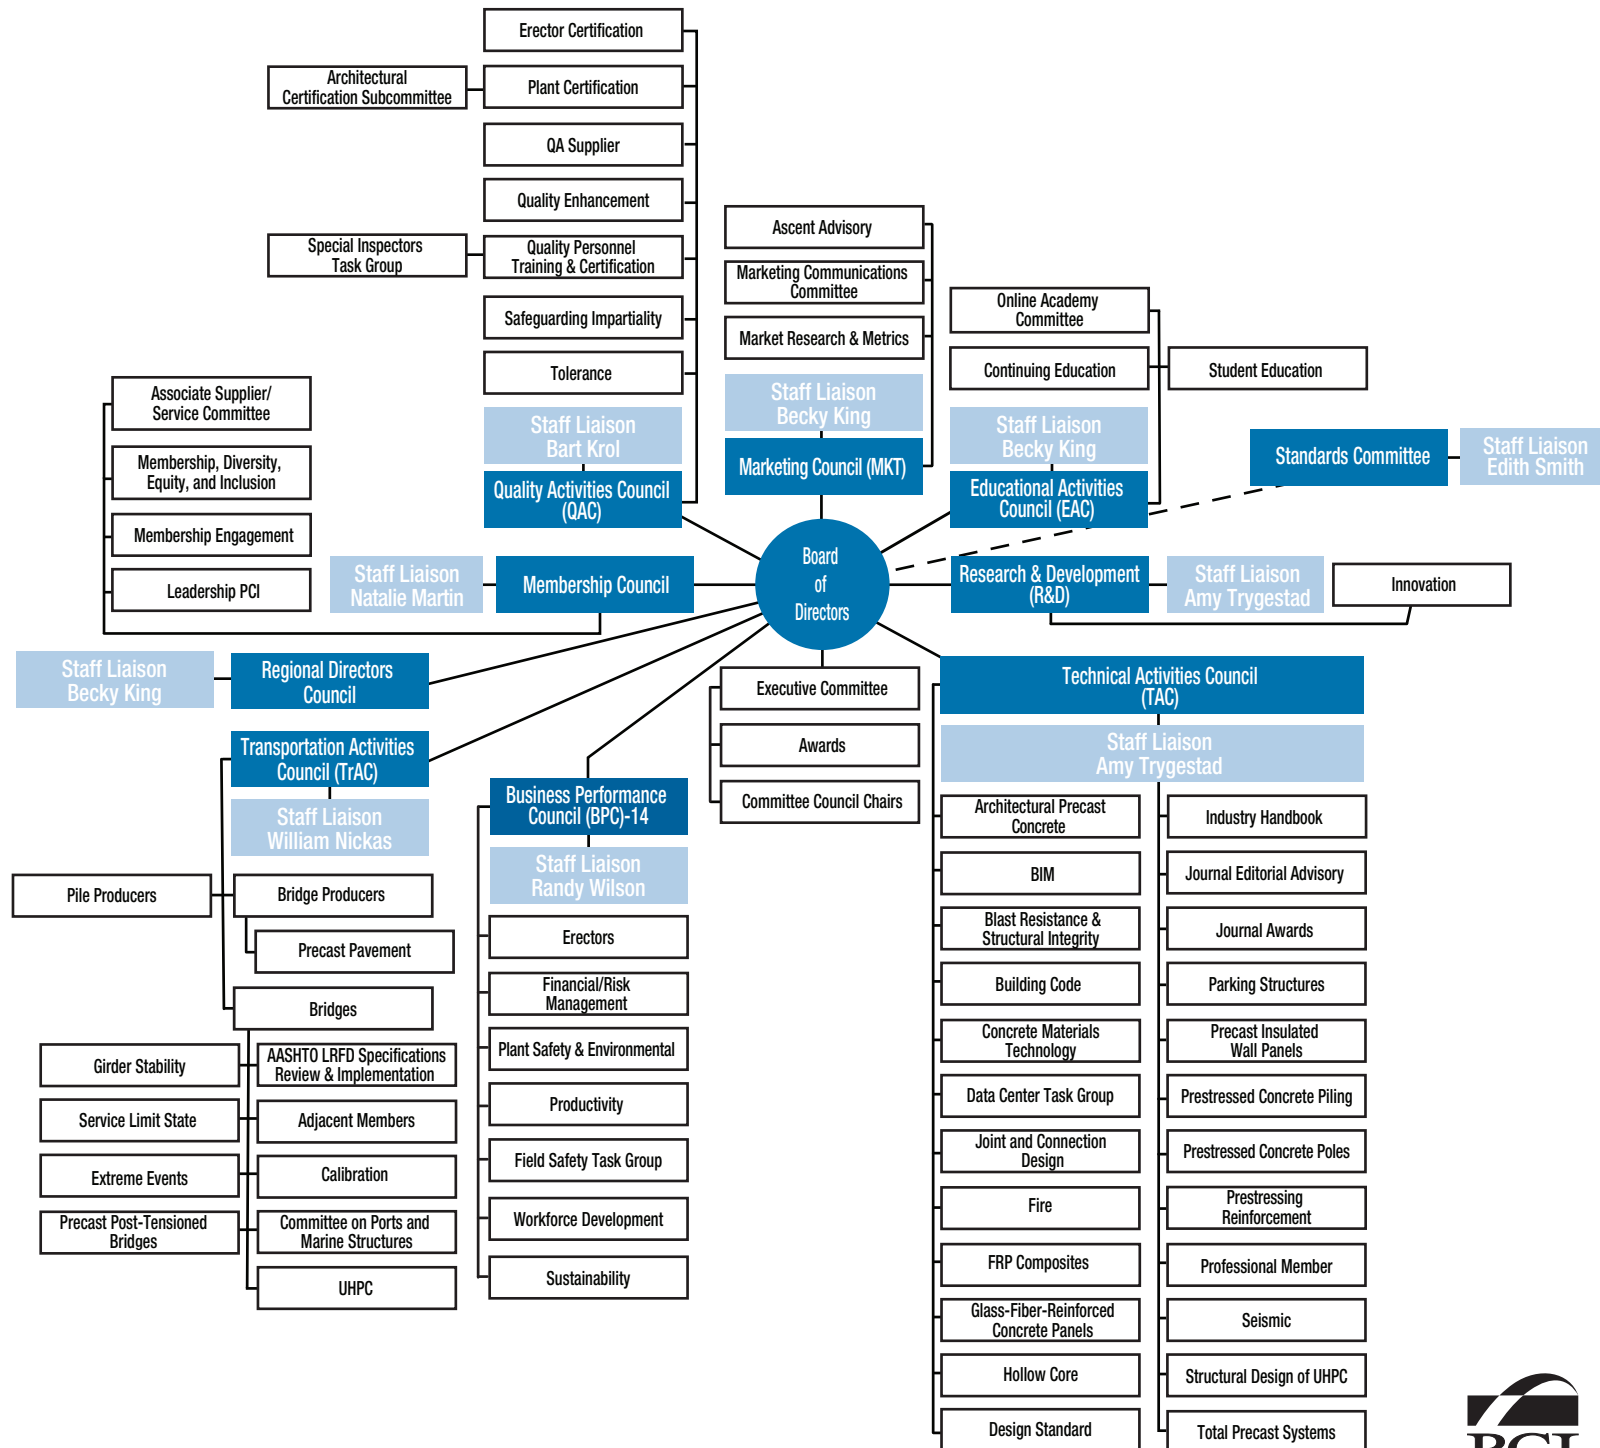 Erector Certification
Architectural
Certification Subcommittee
Plant Certification
QA Supplier
Quality Enhancement
Special Inspectors
Task Group
Quality Personnel
Training & Certification
Safeguarding Impartiality
Tolerance
Staff Liaison
Bart Krol
Quality Activities Council
(QAC)
Ascent Advisory
Marketing Communications
Committee
Market Research & Metrics
Staff Liaison
Becky King
Marketing Council (MKT)
Online Academy
Committee
Continuing Education
Student Education
Staff Liaison
Becky King
Educational Activities
Council (EAC)
Standards Committee
Staff Liaison
Edith Smith
Associate Supplier/
Service Committee
Membership, Diversity,
Equity, and Inclusion
Membership Engagement
Leadership PCI
Staff Liaison
Natalie Martin
Membership Council
Board
of
Directors
Research & Development
(R&D)
Staff Liaison
Amy Trygestad
Innovation
Staff Liaison
Becky King
Regional Directors
Council
Transportation Activities
Council (TrAC)
Staff Liaison
William Nickas
Pile Producers
Bridge Producers
Precast Pavement
Bridges
Girder Stability
AASHTO LRFD Specifications
Review & Implementation
Service Limit State
Adjacent Members
Extreme Events
Calibration
Precast Post-Tensioned
Bridges
Committee on Ports and
Marine Structures
UHPC
Business Performance
Council (BPC)-14
Staff Liaison
Randy Wilson
Erectors
Financial/Risk
Management
Plant Safety & Environmental
Productivity
Field Safety Task Group
Workforce Development
Sustainability
Executive Committee
Awards
Committee Council Chairs
Technical Activities Council
(TAC)
Staff Liaison
Amy Trygestad
Architectural Precast
Concrete
BIM
Blast Resistance &
Structural Integrity
Building Code
Concrete Materials
Technology
Data Center Task Group
Joint and Connection
Design
Fire
FRP Composites
Glass-Fiber-Reinforced
Concrete Panels
Hollow Core
Design Standard
Industry Handbook
Journal Editorial Advisory
Journal Awards
Parking Structures
Precast Insulated
Wall Panels
Prestressed Concrete Piling
Prestressed Concrete Poles
Prestressing
Reinforcement
Professional Member
Seismic
Structural Design of UHPC
Total Precast Systems
PCI